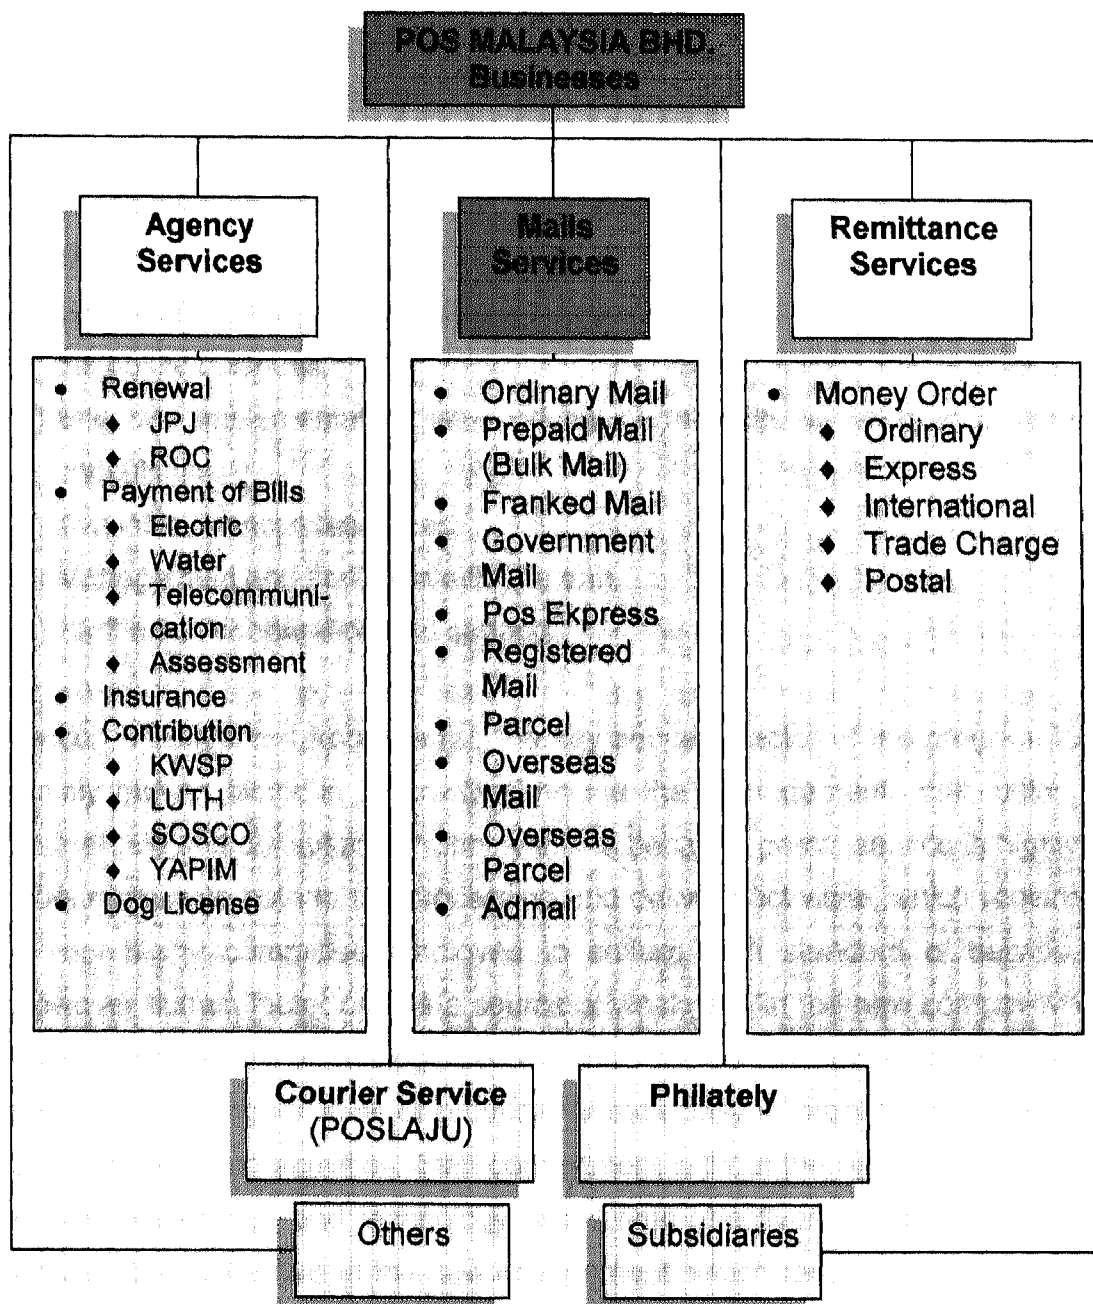 POS MALAYSIA BHD.
Businesses
Agency
Services
Mails
Services
Remittance
Services
• Renewal
♦ JPJ
♦ ROC
• Payment of Bills
♦ Electric
♦ Water
♦ Telecommuni-
cation
♦ Assessment
• Insurance
• Contribution
♦ KWSP
♦ LUTH
♦ SOSCO
♦ YAPIM
• Dog License
• Ordinary Mail
• Prepaid Mail
(Bulk Mail)
• Franked Mail
• Government
Mail
• Pos Ekpress
• Registered
Mail
• Parcel
• Overseas
Mail
• Overseas
Parcel
• Admail
• Money Order
♦ Ordinary
♦ Express
♦ International
♦ Trade Charge
♦ Postal
Courier Service
(POSLAJU)
Philately
Others
Subsidiaries